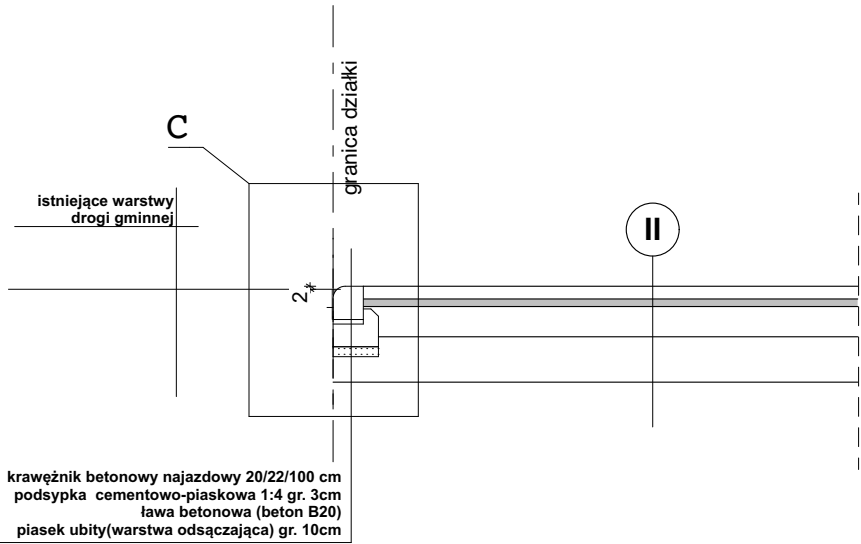 granica działki
C
istniejące warstwy
drogi gminnej
II
2
krawężnik betonowy najazdowy 20/22/100 cm
podsypka cementowo-piaskowa 1:4 gr. 3cm
ława betonowa (beton B20)
piasek ubity(warstwa odsączająca) gr. 10cm